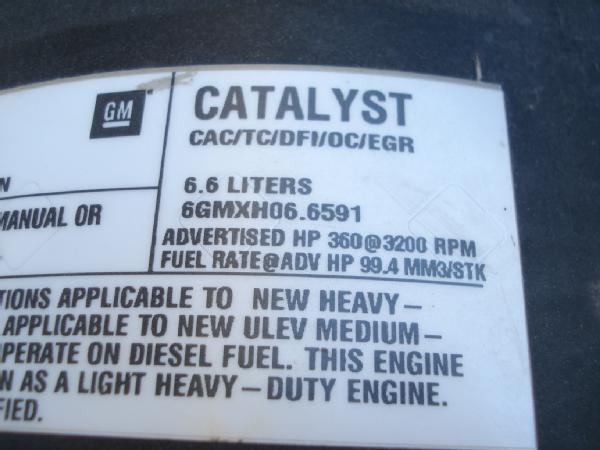 GM
CATALYST
CAC/TC/DFI/OC/EGR
N
MANUAL OR
6.6 LITERS
6GMXH06.6591
ADVERTISED HP 360@3200 RPM
FUEL RATE@ADV HP 99.4 MM3/STK
TIONS APPLICABLE TO NEW HEAVY—
APPLICABLE TO NEW ULEV MEDIUM—
PERATE ON DIESEL FUEL. THIS ENGINE
N AS A LIGHT HEAVY—DUTY ENGINE.
FIED.